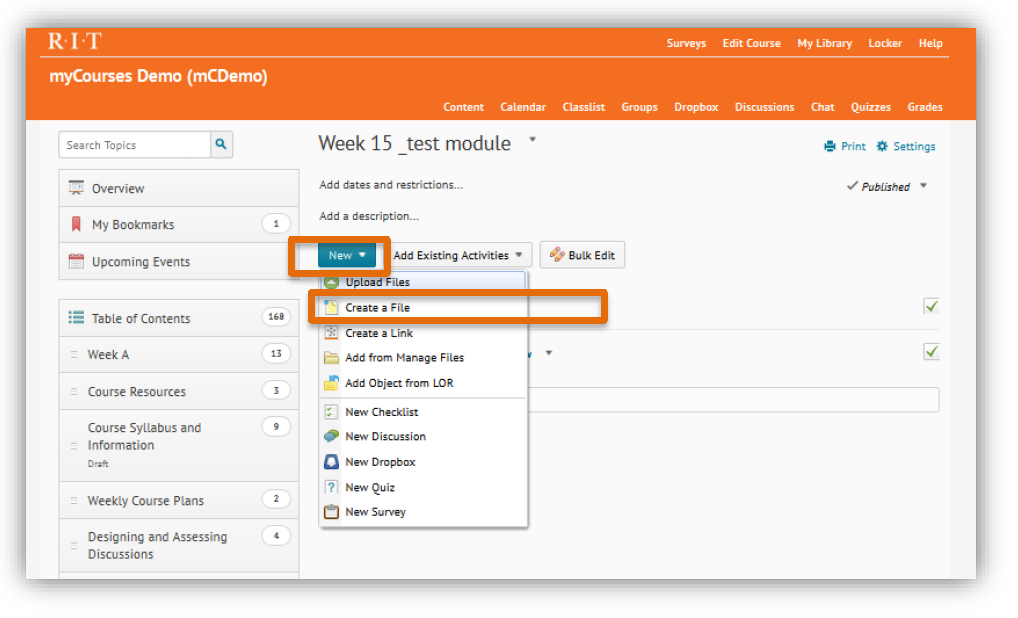 R·I·T
Surveys Edit Course My Library Locker Help
myCourses Demo (mCDemo)
Content Calendar Classlist Groups Dropbox Discussions Chat Quizzes Grades
Search Topics
Overview
My Bookmarks 1
Upcoming Events
Table of Contents 168
Week A 13
Course Resources 3
Course Syllabus and 9
Information
Draft
Weekly Course Plans 2
Designing and Assessing 4
Discussions
Week 15 _test module
Print Settings
Add dates and restrictions...
Published
Add a description...
New Add Existing Activities Bulk Edit
Upload Files
Create a File
Create a Link
Add from Manage Files
Add Object from LOR
New Checklist
New Discussion
New Dropbox
New Quiz
New Survey